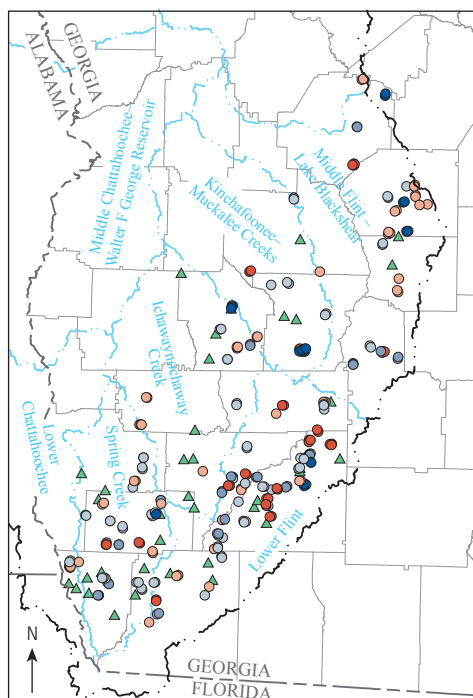 GEORGIA
ALABAMA
Middle Chattahoochee–
Walter F George Reservoir
Kinchafoonee–
Muckalee Creeks
Middle Flint–
Lake Blackshear
Ichawaynochaway
Creek
Lower
Chattahoochee
Spring Creek
Lower Flint
N
GEORGIA
FLORIDA